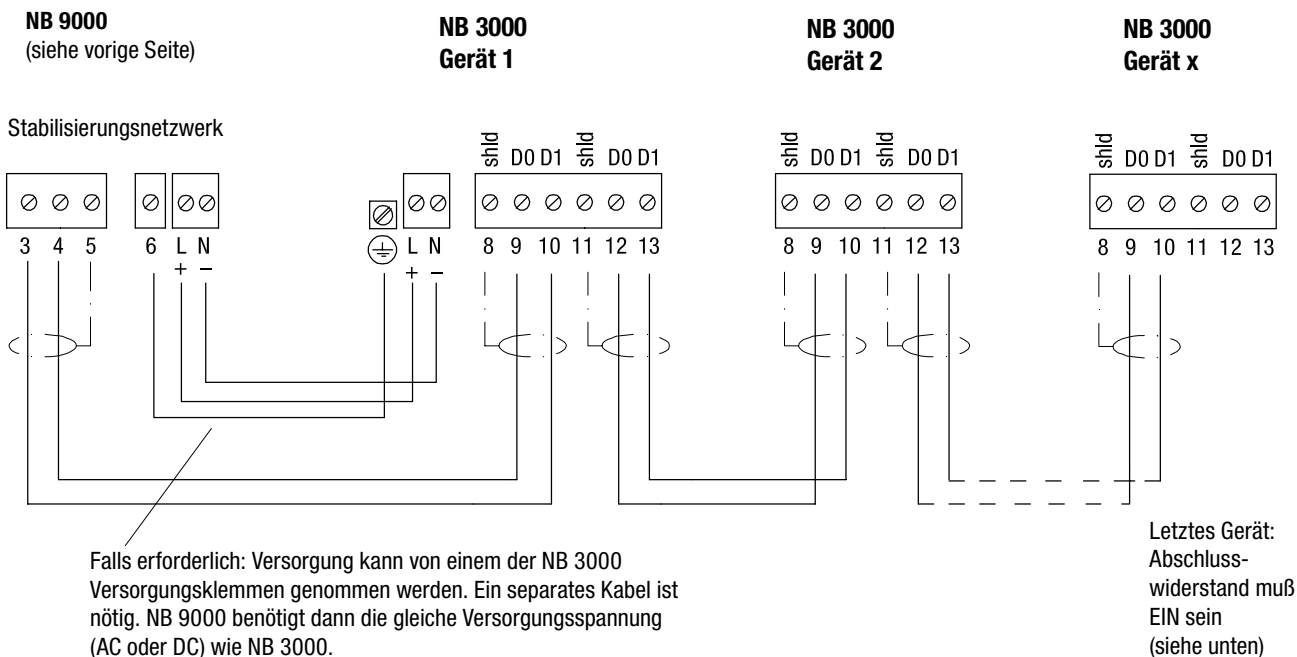 NB 9000
(siehe vorige Seite)
NB 3000
Gerät 1
NB 3000
Gerät 2
NB 3000
Gerät x
Stabilisierungsnetzwerk
shld D0 D1 shld D0 D1
shld D0 D1 shld D0 D1
shld D0 D1 shld D0 D1
3 4 5 6 L N
+ −
L N 8 9 10 11 12 13
+ −
8 9 10 11 12 13
8 9 10 11 12 13
Falls erforderlich: Versorgung kann von einem der NB 3000
Versorgungsklemmen genommen werden. Ein separates Kabel ist
nötig. NB 9000 benötigt dann die gleiche Versorgungsspannung
(AC oder DC) wie NB 3000.
Letztes Gerät:
Abschluss-
widerstand muß
EIN sein
(siehe unten)